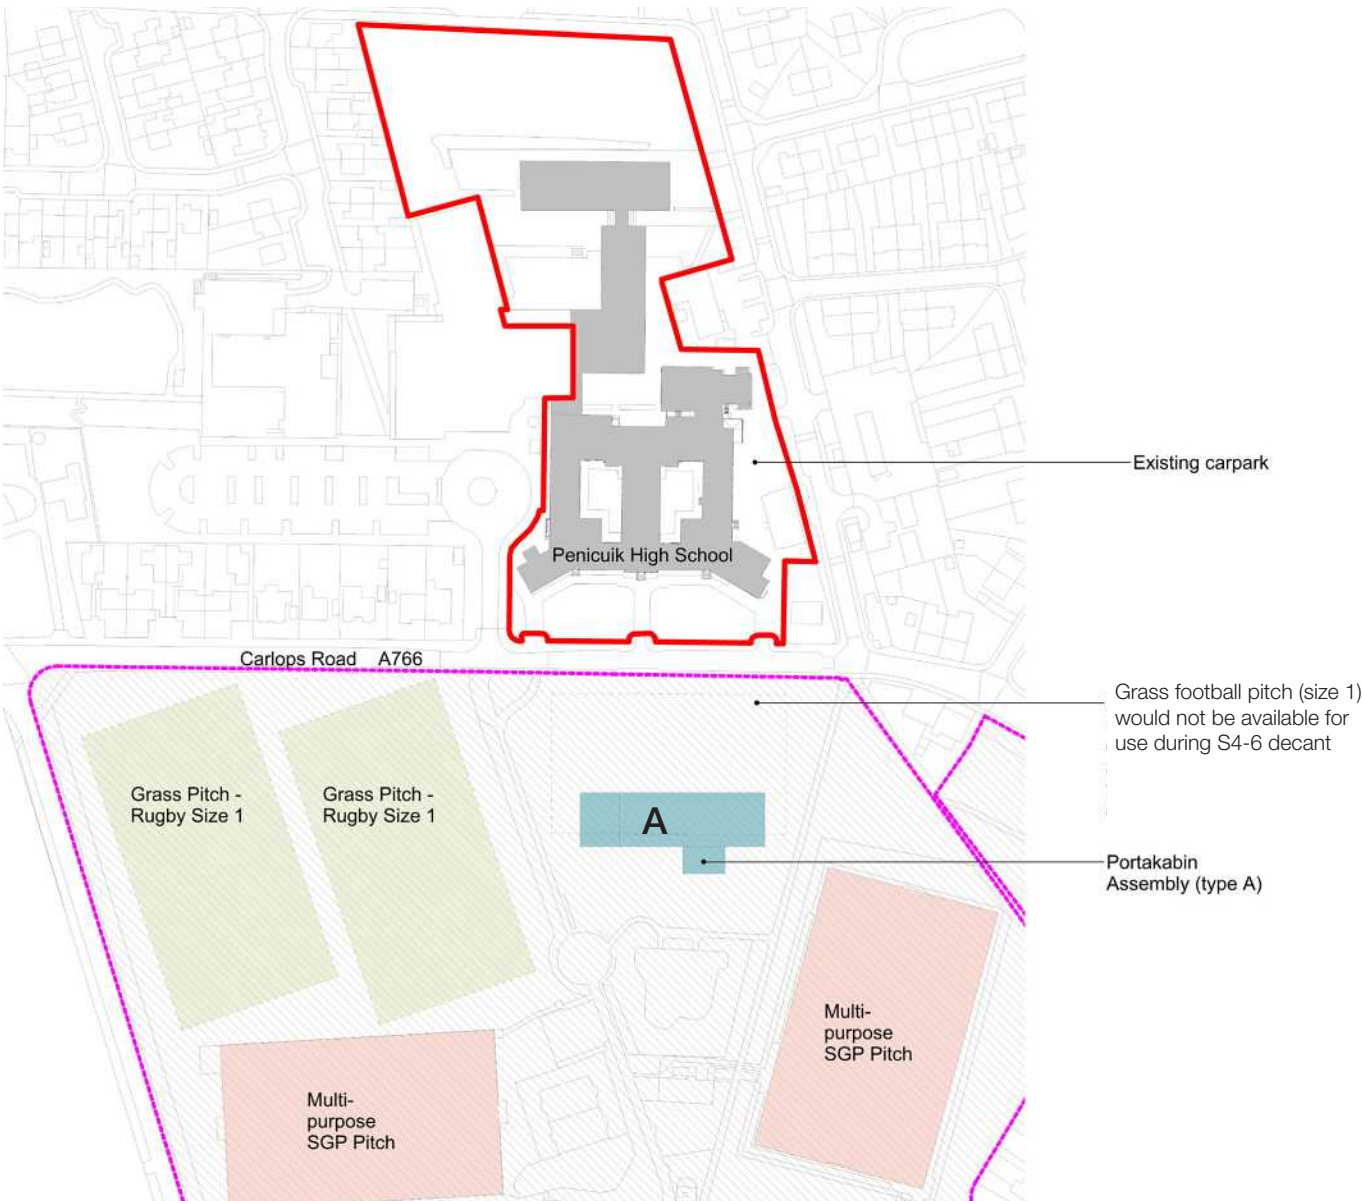 Existing carpark
Penicuik High School
Carlops Road A766
Grass football pitch (size 1)
would not be available for
use during S4-6 decant
Grass Pitch -
Rugby Size 1
Grass Pitch -
Rugby Size 1
A
Portakabin
Assembly (type A)
Multi-
purpose
SGP Pitch
Multi-
purpose
SGP Pitch